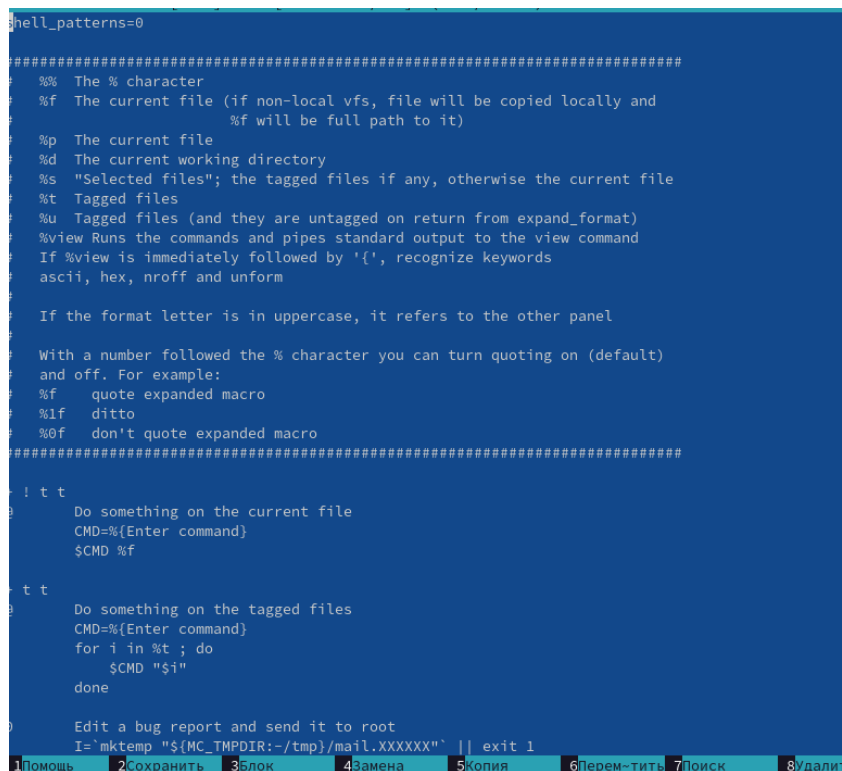 shell_patterns=0
################################################################################
#   %%  The % character
#   %f  The current file (if non-local vfs, file will be copied locally and
#                         %f will be full path to it)
#   %p  The current file
#   %d  The current working directory
#   %s  "Selected files"; the tagged files if any, otherwise the current file
#   %t  Tagged files
#   %u  Tagged files (and they are untagged on return from expand_format)
#   %view Runs the commands and pipes standard output to the view command
#   If %view is immediately followed by '{', recognize keywords
#   ascii, hex, nroff and unform
#
#   If the format letter is in uppercase, it refers to the other panel
#
#   With a number followed the % character you can turn quoting on (default)
#   and off. For example:
#   %f    quote expanded macro
#   %1f   ditto
#   %0f   don't quote expanded macro
################################################################################
+ ! t t
@       Do something on the current file
        CMD=%{Enter command}
        $CMD %f
+ t t
@       Do something on the tagged files
        CMD=%{Enter command}
        for i in %t ; do
            $CMD "$i"
        done
0       Edit a bug report and send it to root
        I=`mktemp "${MC_TMPDIR:-/tmp}/mail.XXXXXX"` || exit 1
1Помощь 2Сохранить 3Блок 4Замена 5Копия 6Перем~тить 7Поиск 8Удалит